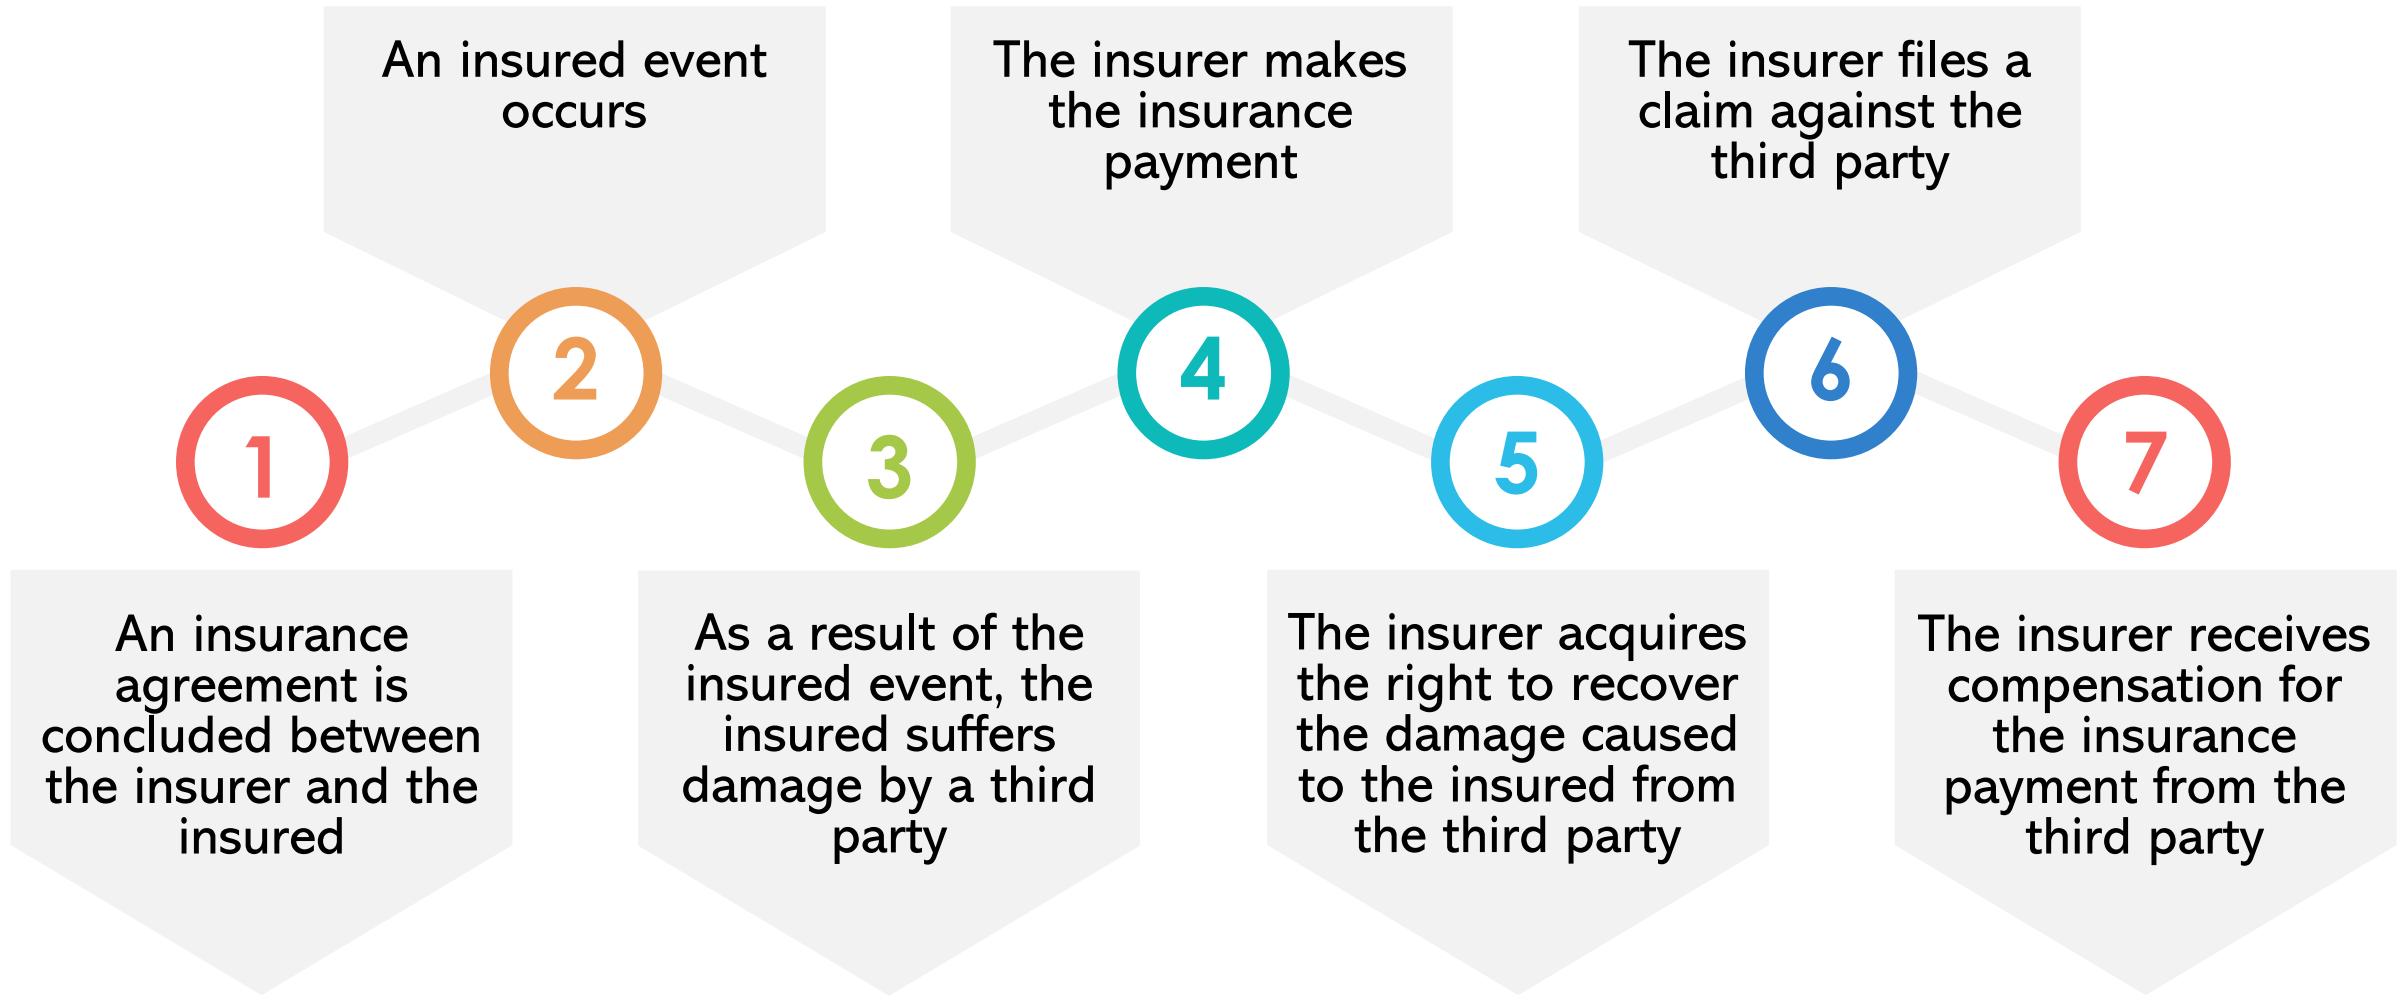 1
An insurance
agreement is
concluded between
the insurer and the
insured
2
An insured event
occurs
3
As a result of the
insured event, the
insured suffers
damage by a third
party
4
The insurer makes
the insurance
payment
5
The insurer acquires
the right to recover
the damage caused
to the insured from
the third party
6
The insurer files a
claim against the
third party
7
The insurer receives
compensation for
the insurance
payment from the
third party